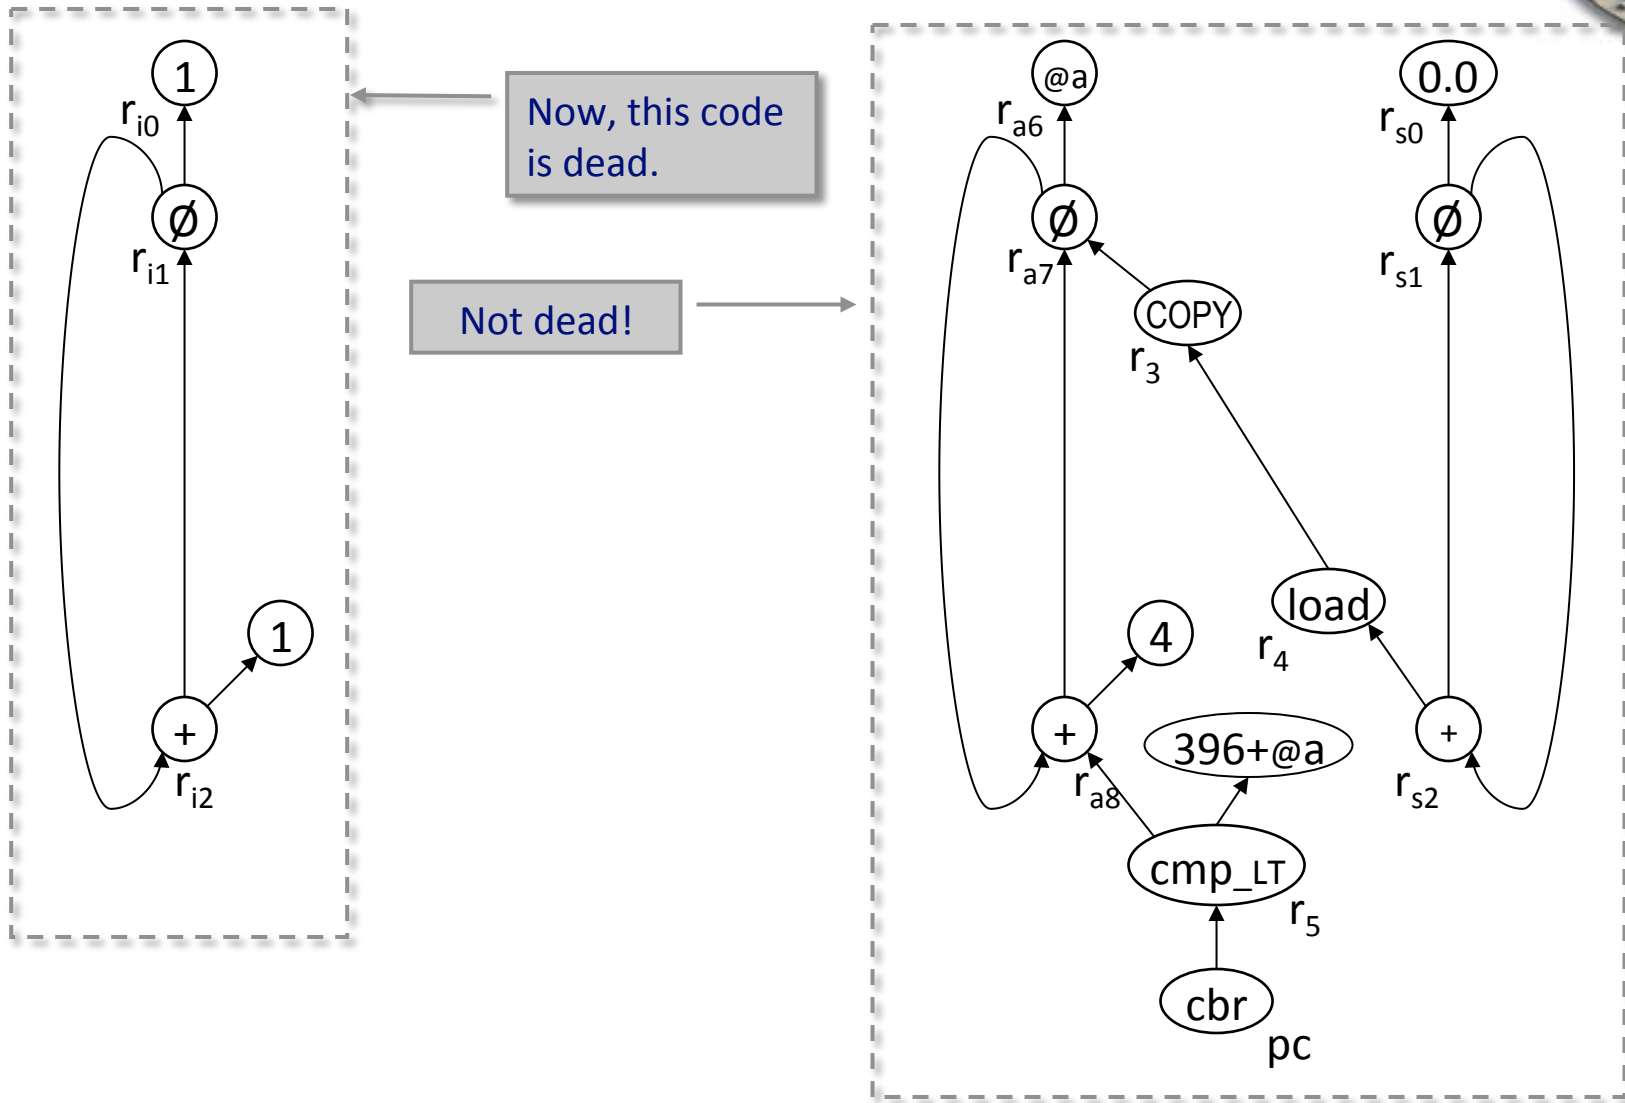 1
r_i0
Ø
r_i1
1
+
r_i2
Now, this code
is dead.
Not dead!
@a
r_a6
Ø
r_a7
COPY
r_3
0.0
r_s0
Ø
r_s1
load
r_4
4
+
r_a8
396+@a
+
r_s2
cmp_LT
r_5
cbr
pc